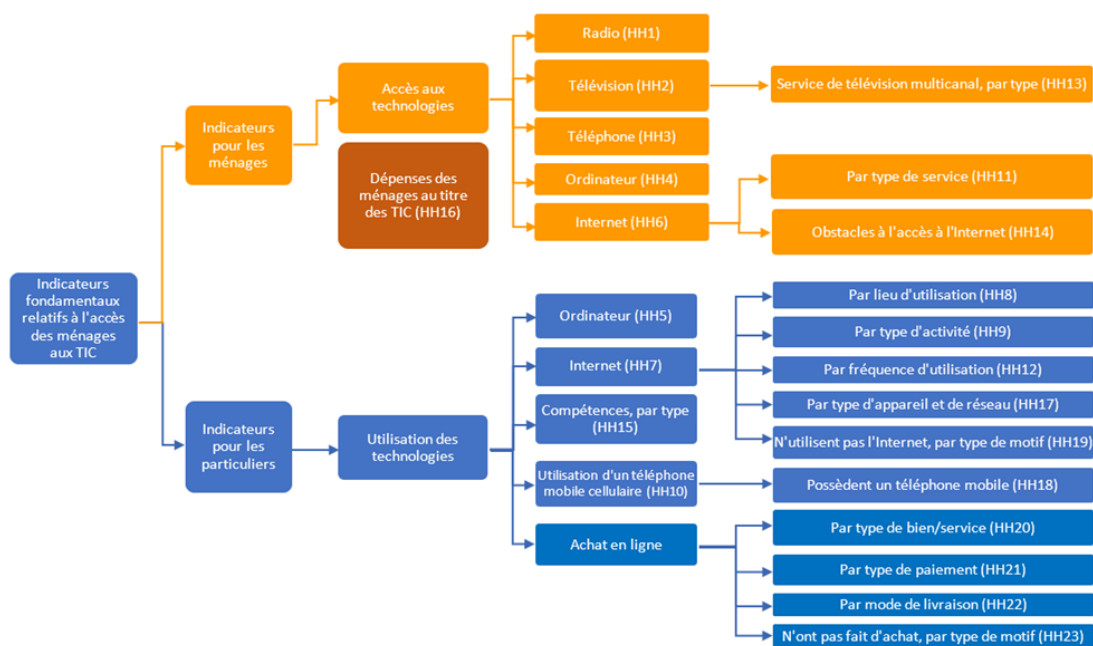 Indicateurs
fondamentaux
relatifs à l'accès
des ménages
aux TIC
Indicateurs
pour les
ménages
Accès aux
technologies
Radio (HH1)
Télévision (HH2)
Service de télévision multicanal, par type (HH13)
Téléphone (HH3)
Ordinateur (HH4)
Internet (HH6)
Par type de service (HH11)
Obstacles à l'accès à l'Internet (HH14)
Dépenses des
ménages au titre
des TIC (HH16)
Indicateurs
pour les
particuliers
Utilisation des
technologies
Ordinateur (HH5)
Internet (HH7)
Par lieu d'utilisation (HH8)
Par type d'activité (HH9)
Par fréquence d'utilisation (HH12)
Par type d'appareil et de réseau (HH17)
N'utilisent pas l'Internet, par type de motif (HH19)
Compétences, par type
(HH15)
Utilisation d'un téléphone
mobile cellulaire (HH10)
Possèdent un téléphone mobile (HH18)
Achat en ligne
Par type de bien/service (HH20)
Par type de paiement (HH21)
Par mode de livraison (HH22)
N'ont pas fait d'achat, par type de motif (HH23)